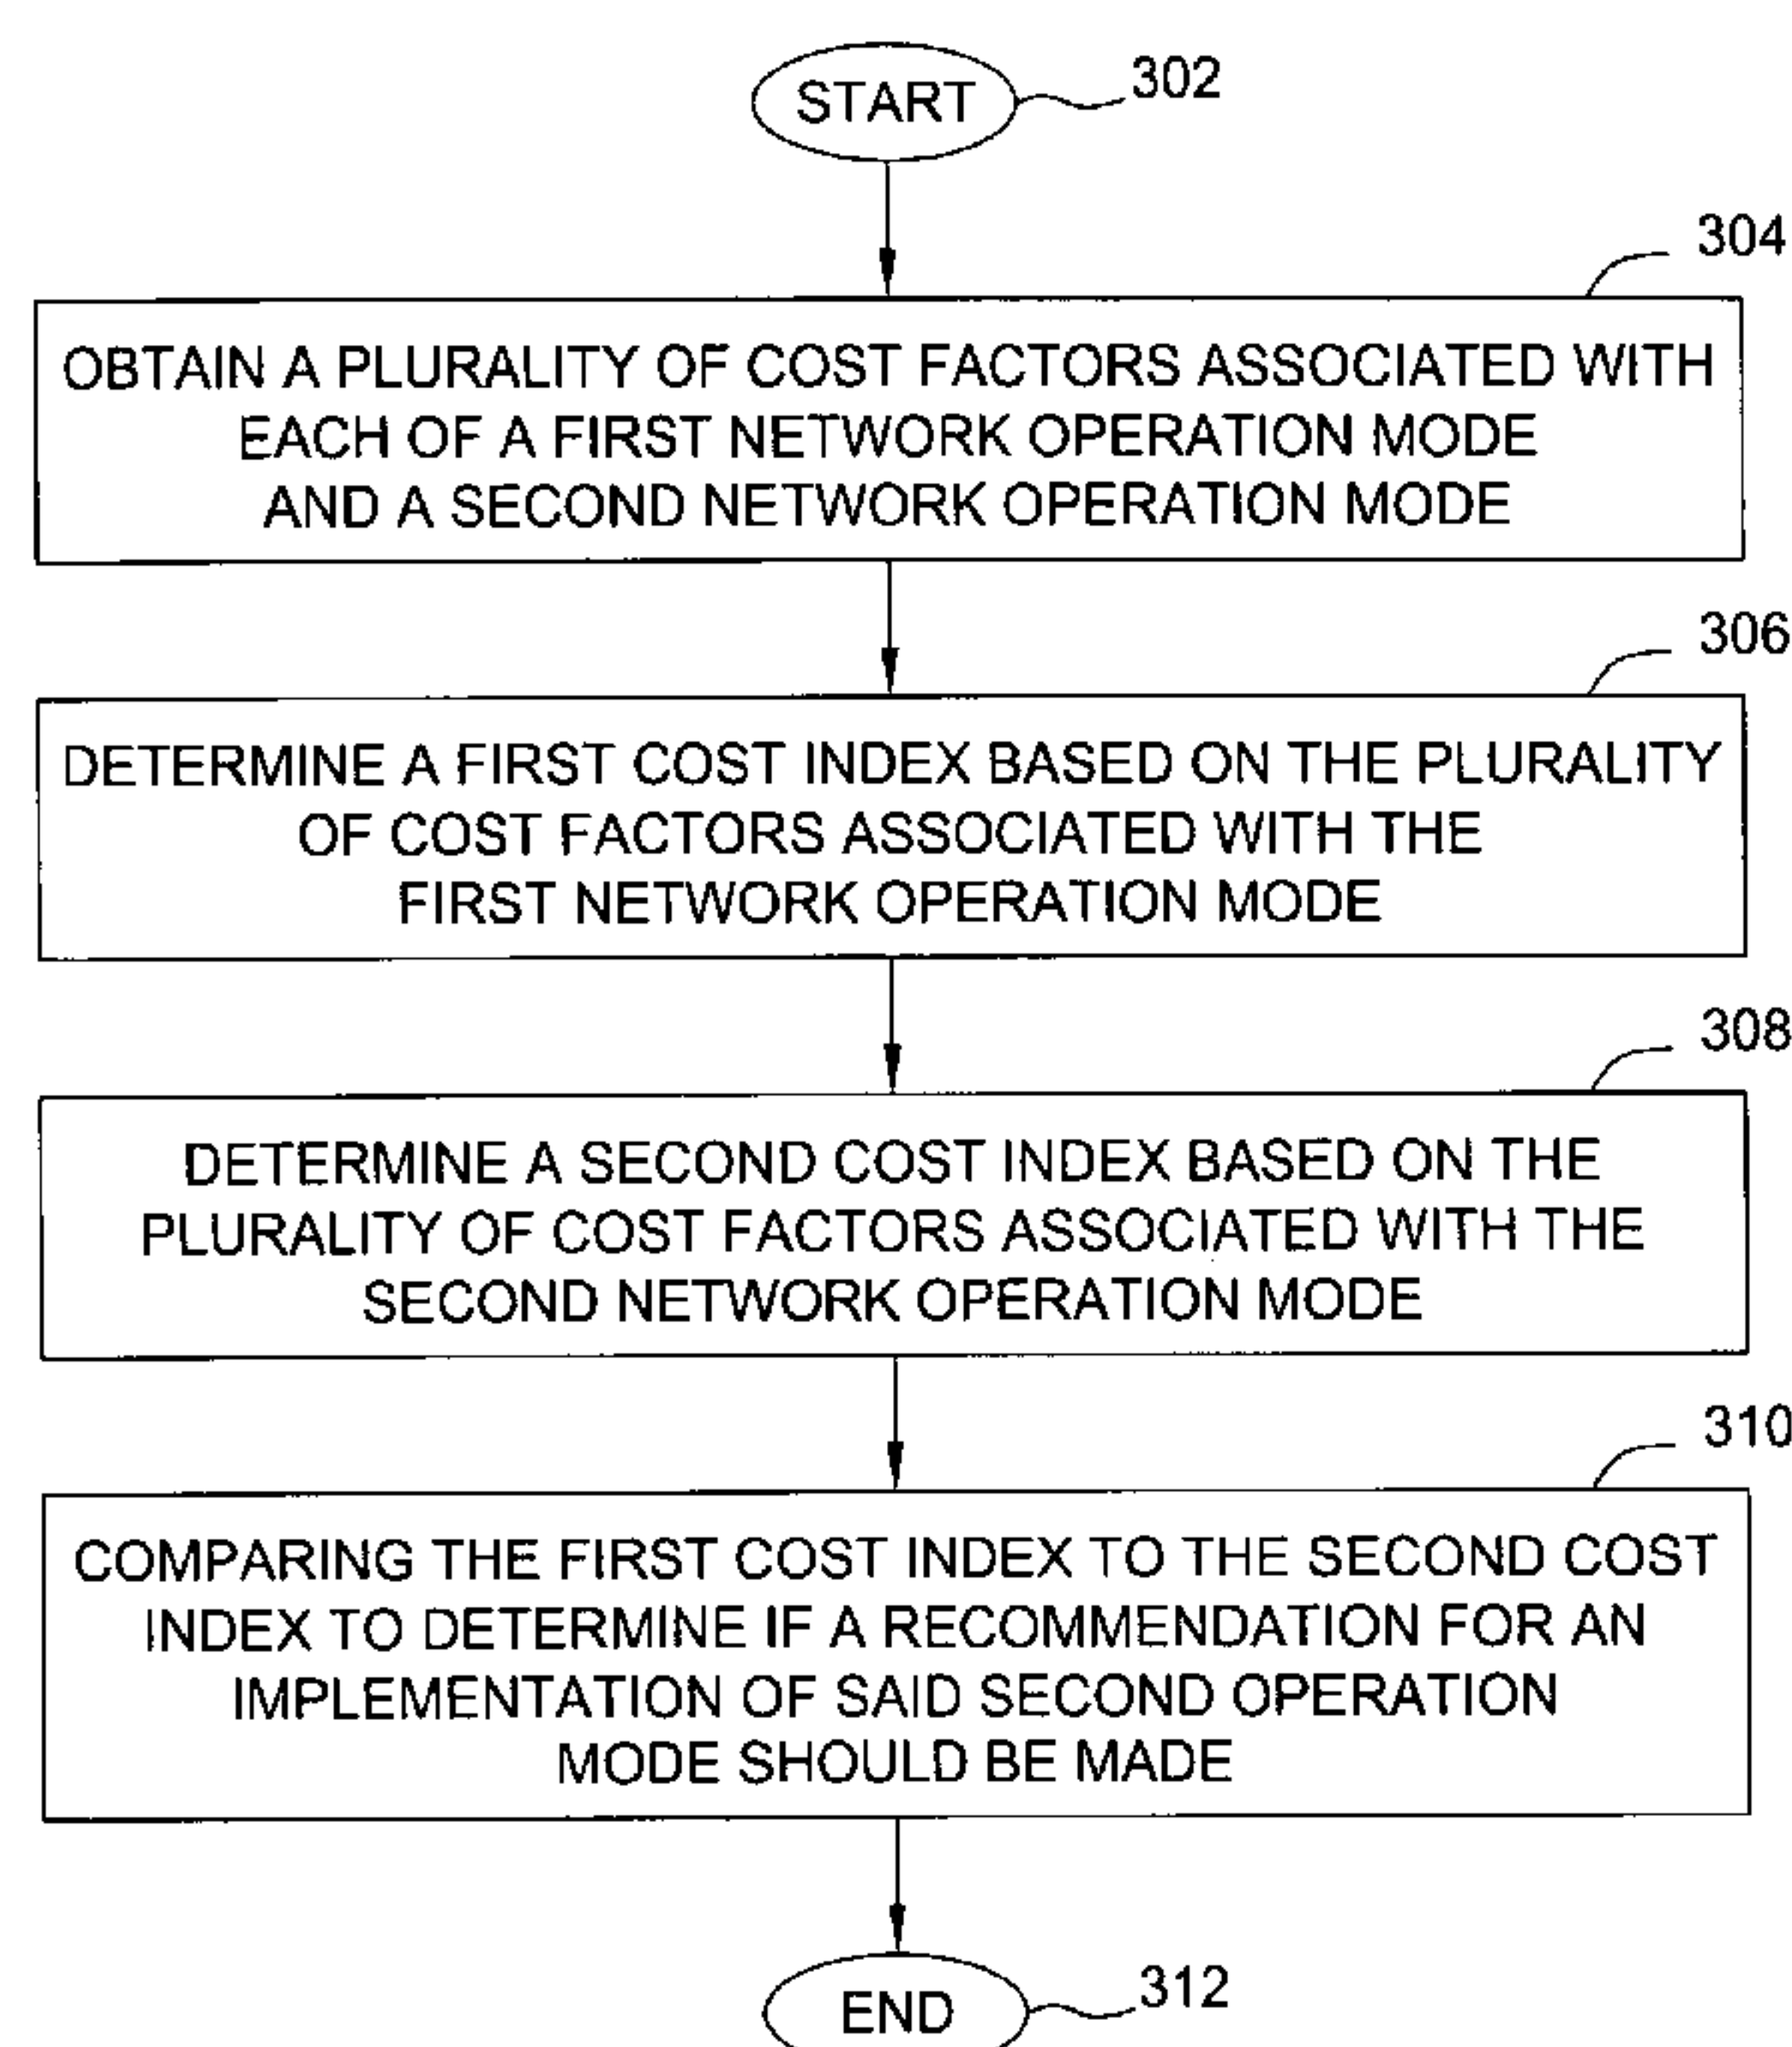 START
302
304
OBTAIN A PLURALITY OF COST FACTORS ASSOCIATED WITH
EACH OF A FIRST NETWORK OPERATION MODE
AND A SECOND NETWORK OPERATION MODE
306
DETERMINE A FIRST COST INDEX BASED ON THE PLURALITY
OF COST FACTORS ASSOCIATED WITH THE
FIRST NETWORK OPERATION MODE
308
DETERMINE A SECOND COST INDEX BASED ON THE
PLURALITY OF COST FACTORS ASSOCIATED WITH THE
SECOND NETWORK OPERATION MODE
310
COMPARING THE FIRST COST INDEX TO THE SECOND COST
INDEX TO DETERMINE IF A RECOMMENDATION FOR AN
IMPLEMENTATION OF SAID SECOND OPERATION
MODE SHOULD BE MADE
END
312